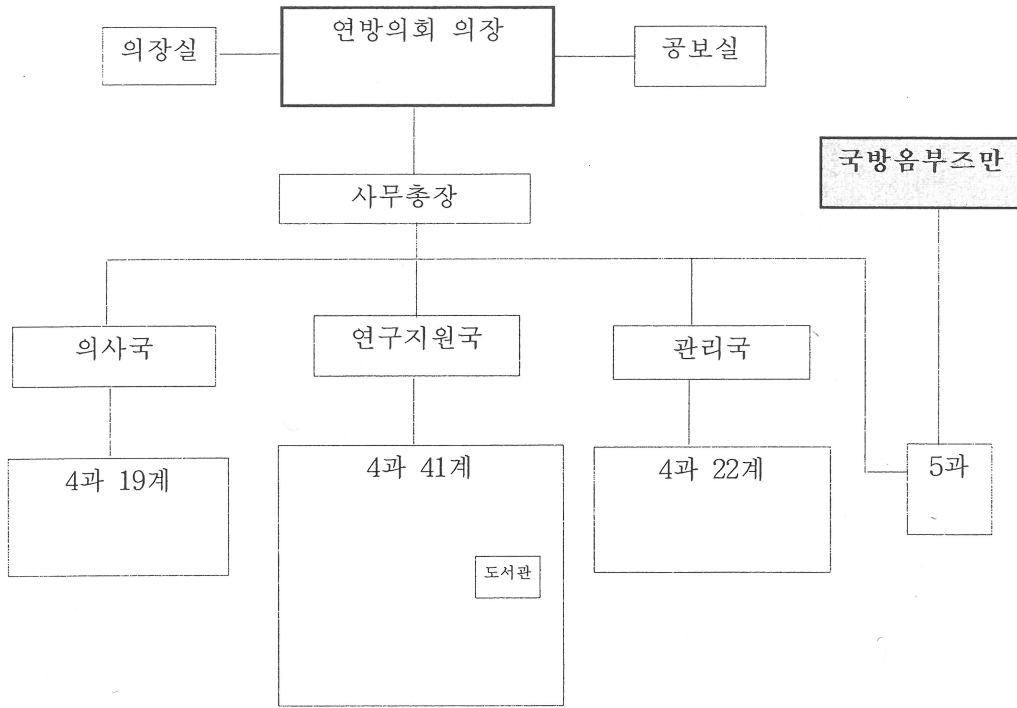 연방의회 의장
의장실
공보실
국방옴부즈만
사무총장
의사국
연구지원국
관리국
4과 19계
4과 41계
4과 22계
5과
도서관